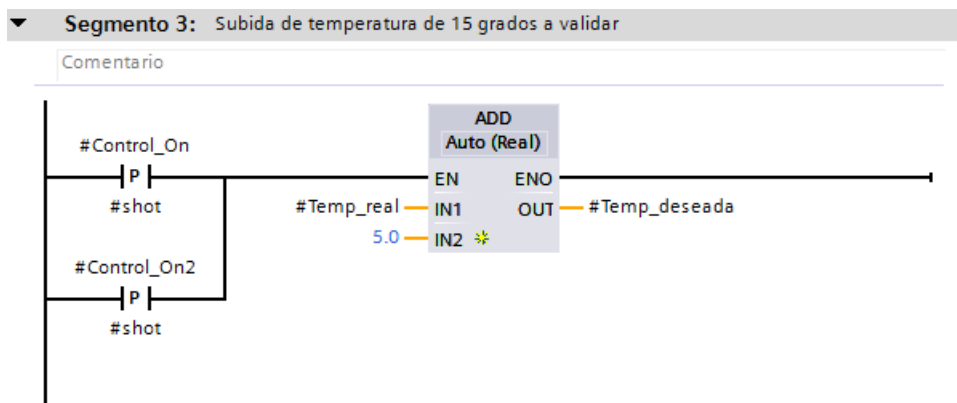 Segmento 3: Subida de temperatura de 15 grados a validar
Comentario
#Control_On
P
#shot
#Control_On2
P
#shot
ADD
Auto (Real)
EN ENO
#Temp_real IN1 OUT #Temp_deseada
5.0 IN2